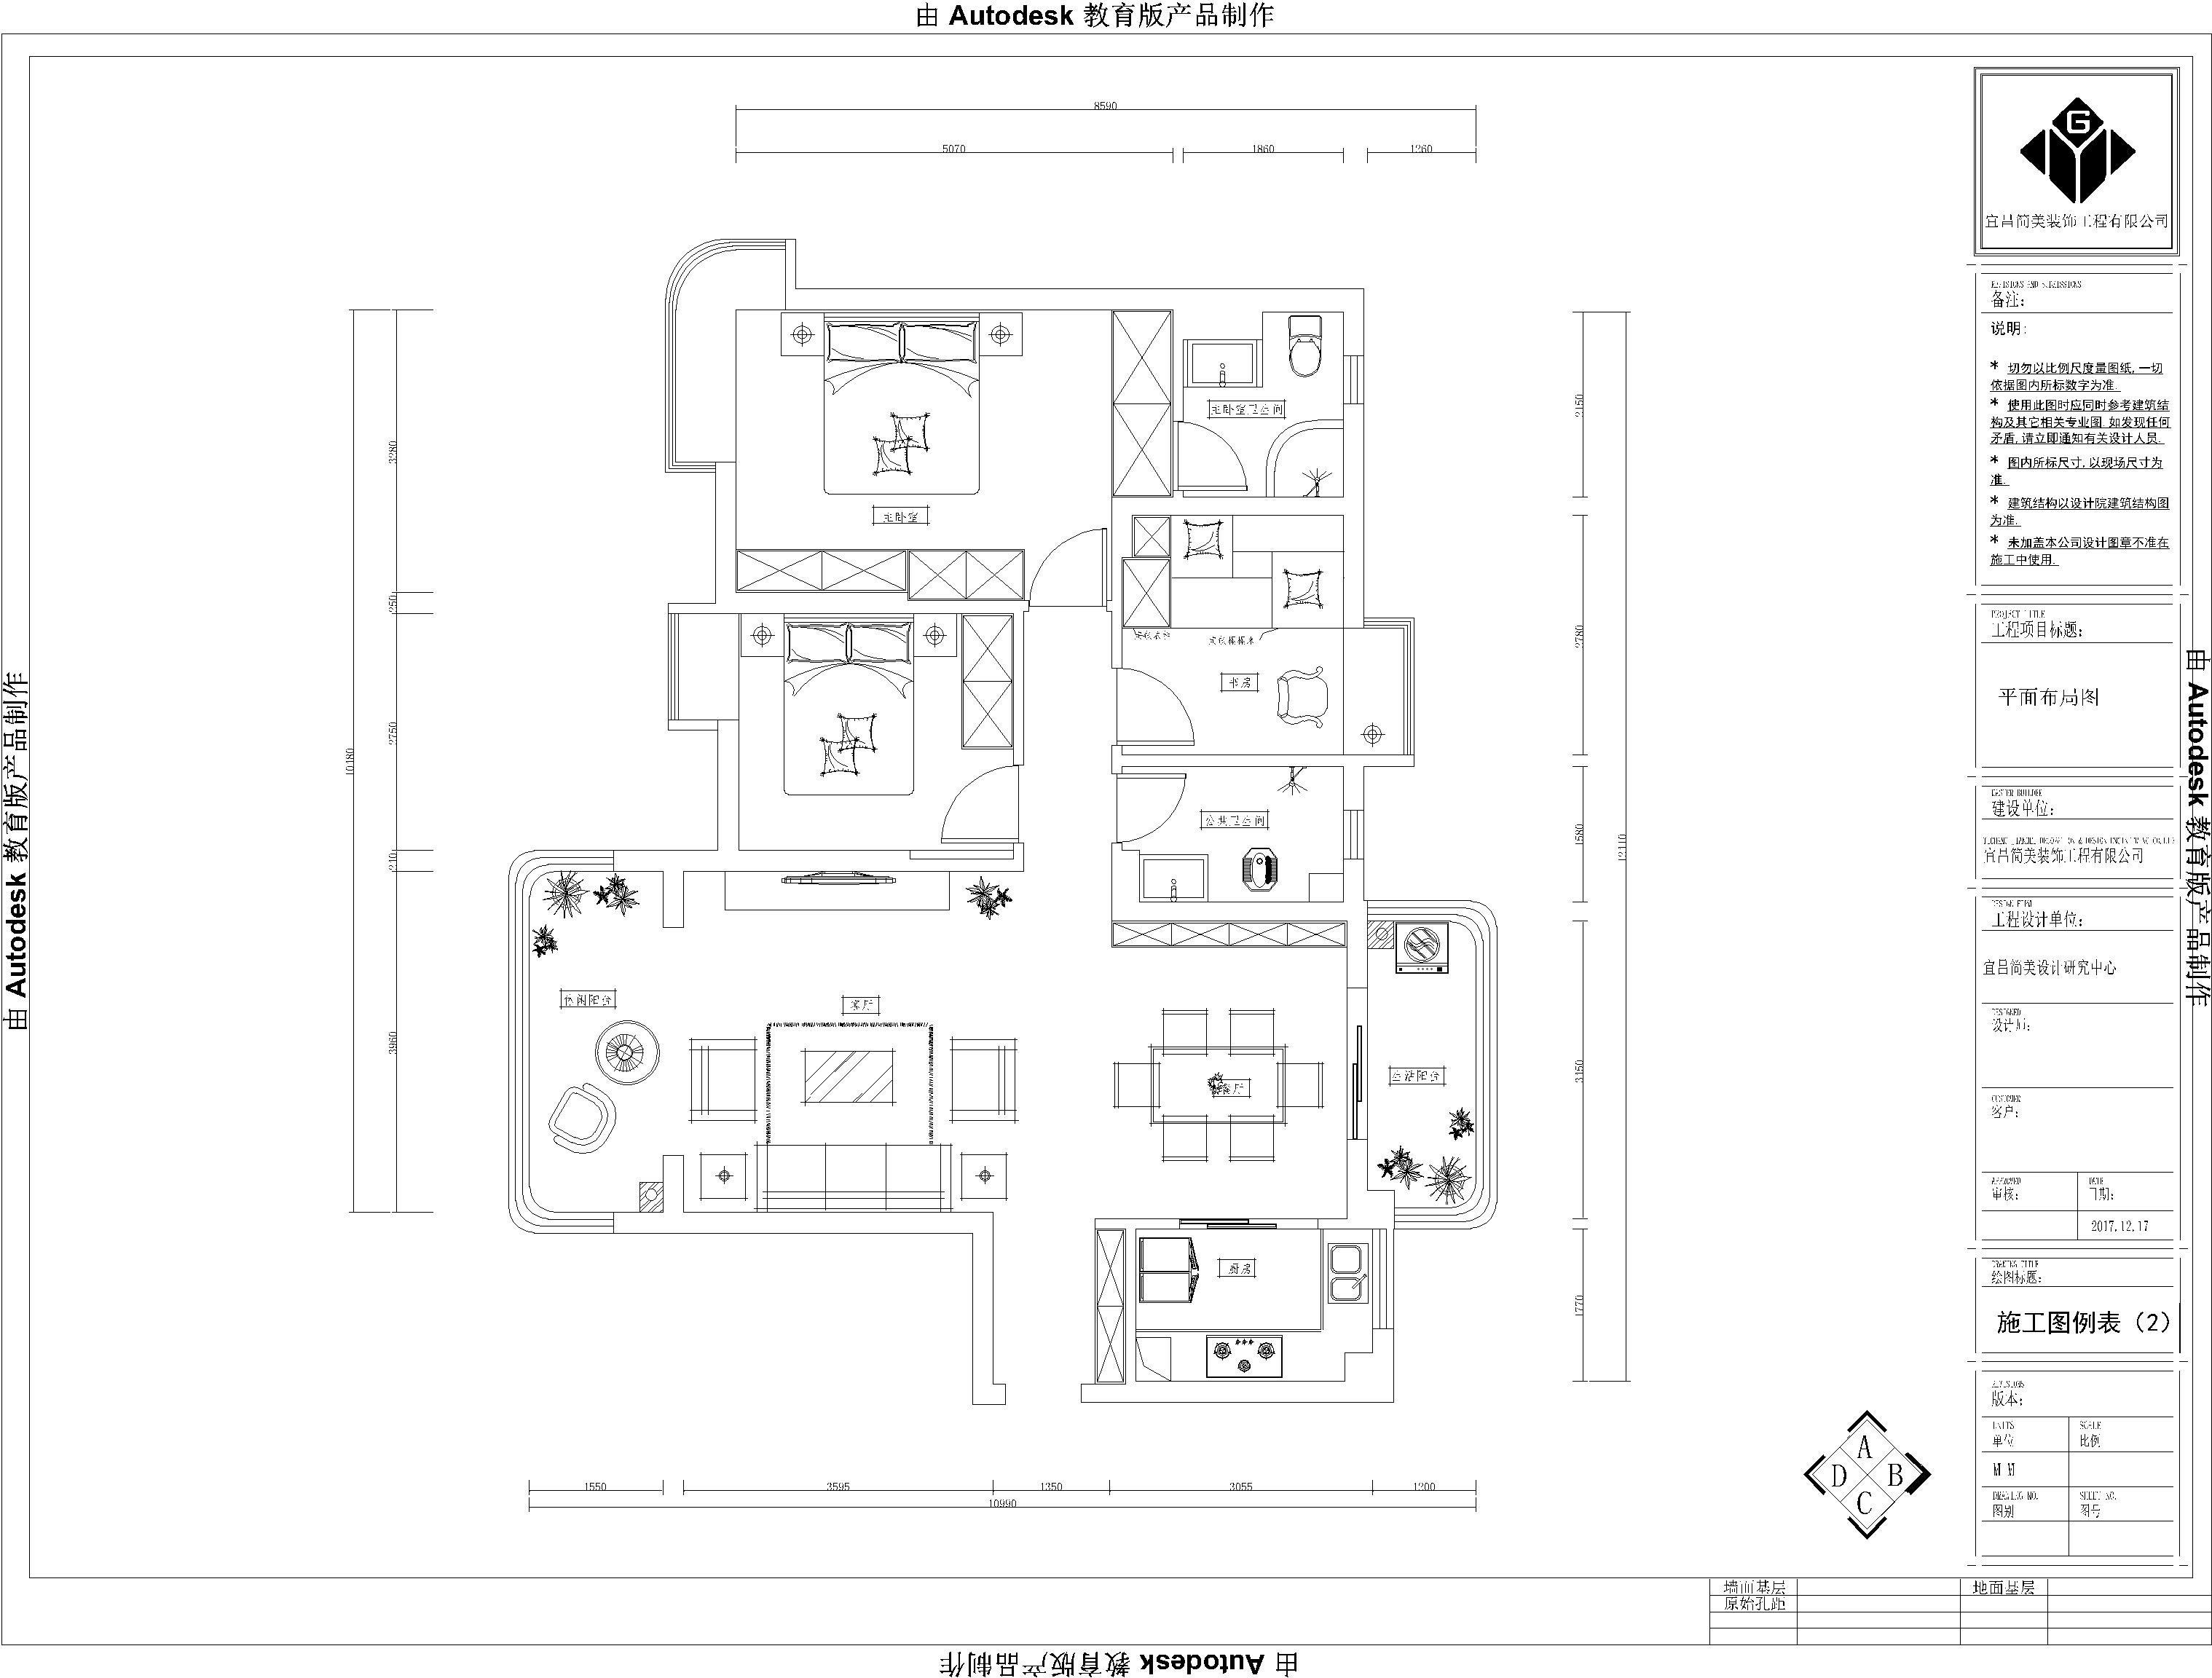 由 Autodesk 教育版产品制作
8590
5070
1860
1260
宜昌简美装饰工程有限公司
备注:
说明:
* 切勿以比例尺度量图纸,一切
依据图内所标数字为准.
* 使用此图时应同时参考建筑结
构及其它相关专业图.如发现任何
矛盾,请立即通知有关设计人员.
* 图内所标尺寸,以现场尺寸为
准.
* 建筑结构以设计院建筑结构图
为准.
* 未加盖本公司设计图章不准在
施工中使用.
PROJECT TITLE
工程项目标题:
平面布局图
建设单位:
宜昌简美装饰工程有限公司
工程设计单位:
宜昌简美设计研究中心
DESIGNED
设计师:
CUSTOMER
客户:
APPROVED
审核:
DATE
日期:
2017.12.17
DRAWING TITLE
绘图标题:
施工图例表（2）
版本:
UNITS
单位
SCALE
比例
M M
DRAWING NO.
图别
SHEET NO.
图号
3280
250
2750
210
3960
10180
2150
2780
1580
3150
1770
12110
主卧室
主卧室卫生间
书房
公共卫生间
休闲阳台
客厅
餐厅
生活阳台
厨房
1550
3595
1350
3055
1200
10990
A
D
B
C
墙面基层
地面基层
原始孔距
由 Autodesk 教育版产品制作
由 Autodesk 教育版产品制作
由 Autodesk 教育版产品制作